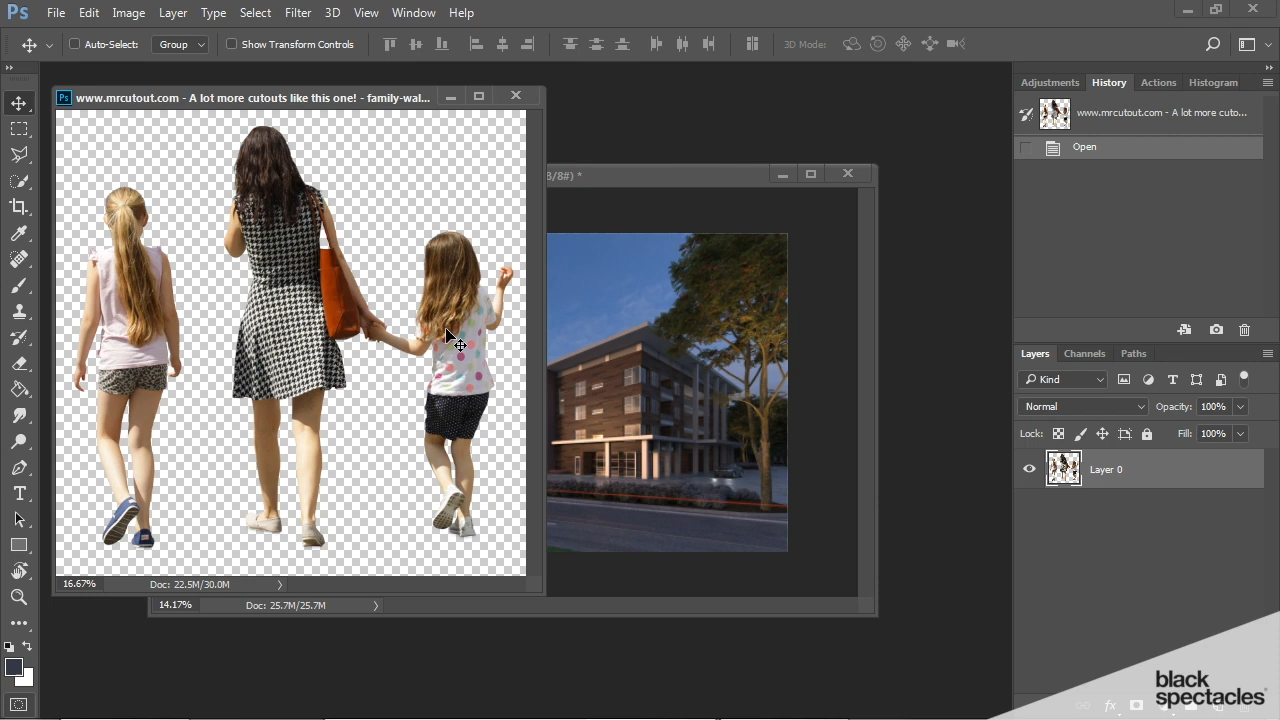 Ps File Edit Image Layer Type Select Filter 3D View Window Help
Auto-Select: Group Show Transform Controls 3D Mode:
Ps www.mrcutout.com - A lot more cutouts like this one! - family-wal...
/8#) *
16.67% Doc: 22.5M/30.0M
14.17% Doc: 25.7M/25.7M
Adjustments History Actions Histogram
www.mrcutout.com - A lot more cuto...
Open
Layers Channels Paths
Kind
Normal Opacity: 100%
Lock: Fill: 100%
Layer 0
fx
black
spectacles